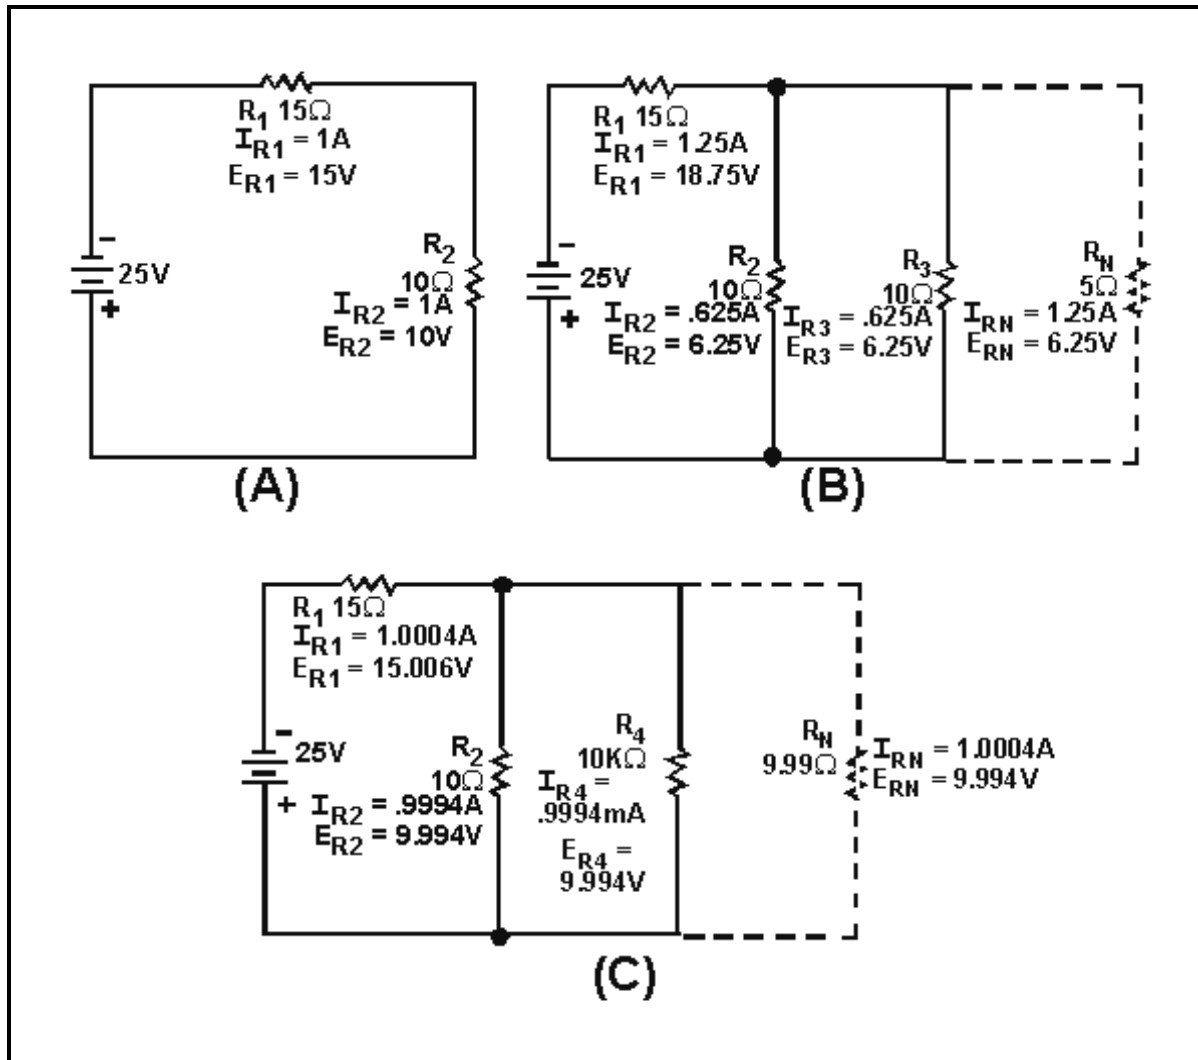 R1 15Ω
IR1 = 1A
ER1 = 15V
25V
-
+
R2
10Ω
IR2 = 1A
ER2 = 10V
(A)
R1 15Ω
IR1 = 1.25A
ER1 = 18.75V
25V
-
+
R2
10Ω
IR2 = .625A
ER2 = 6.25V
R3
10Ω
IR3 = .625A
ER3 = 6.25V
RN
5Ω
IRN = 1.25A
ERN = 6.25V
(B)
R1 15Ω
IR1 = 1.0004A
ER1 = 15.006V
25V
-
+
R2
10Ω
IR2 = .9994A
ER2 = 9.994V
R4
10KΩ
IR4 =
.9994mA
ER4 =
9.994V
RN
9.99Ω
IRN = 1.0004A
ERN = 9.994V
(C)